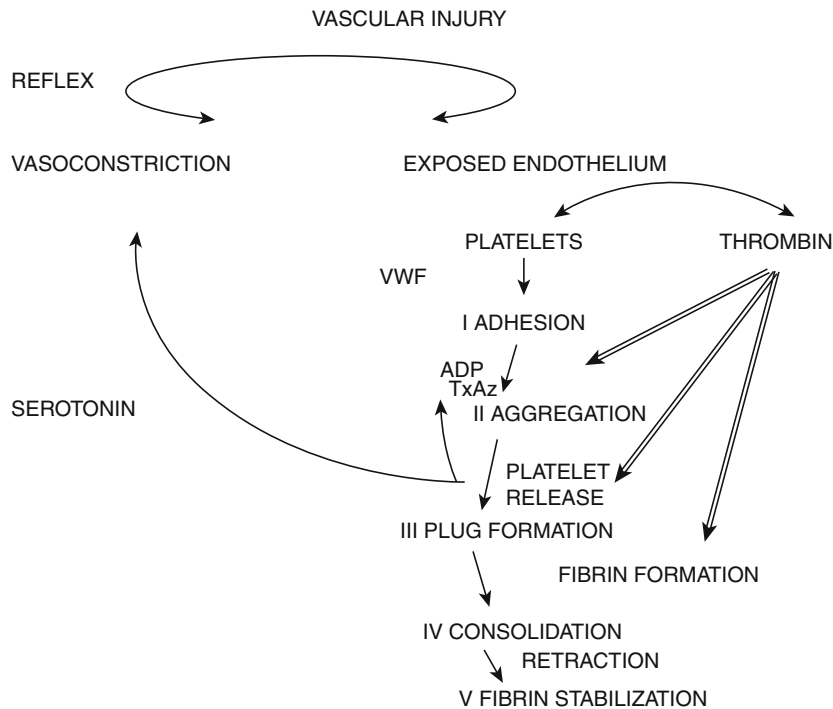 VASCULAR INJURY
REFLEX
VASOCONSTRICTION
EXPOSED ENDOTHELIUM
PLATELETS
THROMBIN
VWF
I ADHESION
ADP
TxAz
SEROTONIN
II AGGREGATION
PLATELET
RELEASE
III PLUG FORMATION
FIBRIN FORMATION
IV CONSOLIDATION
RETRACTION
V FIBRIN STABILIZATION